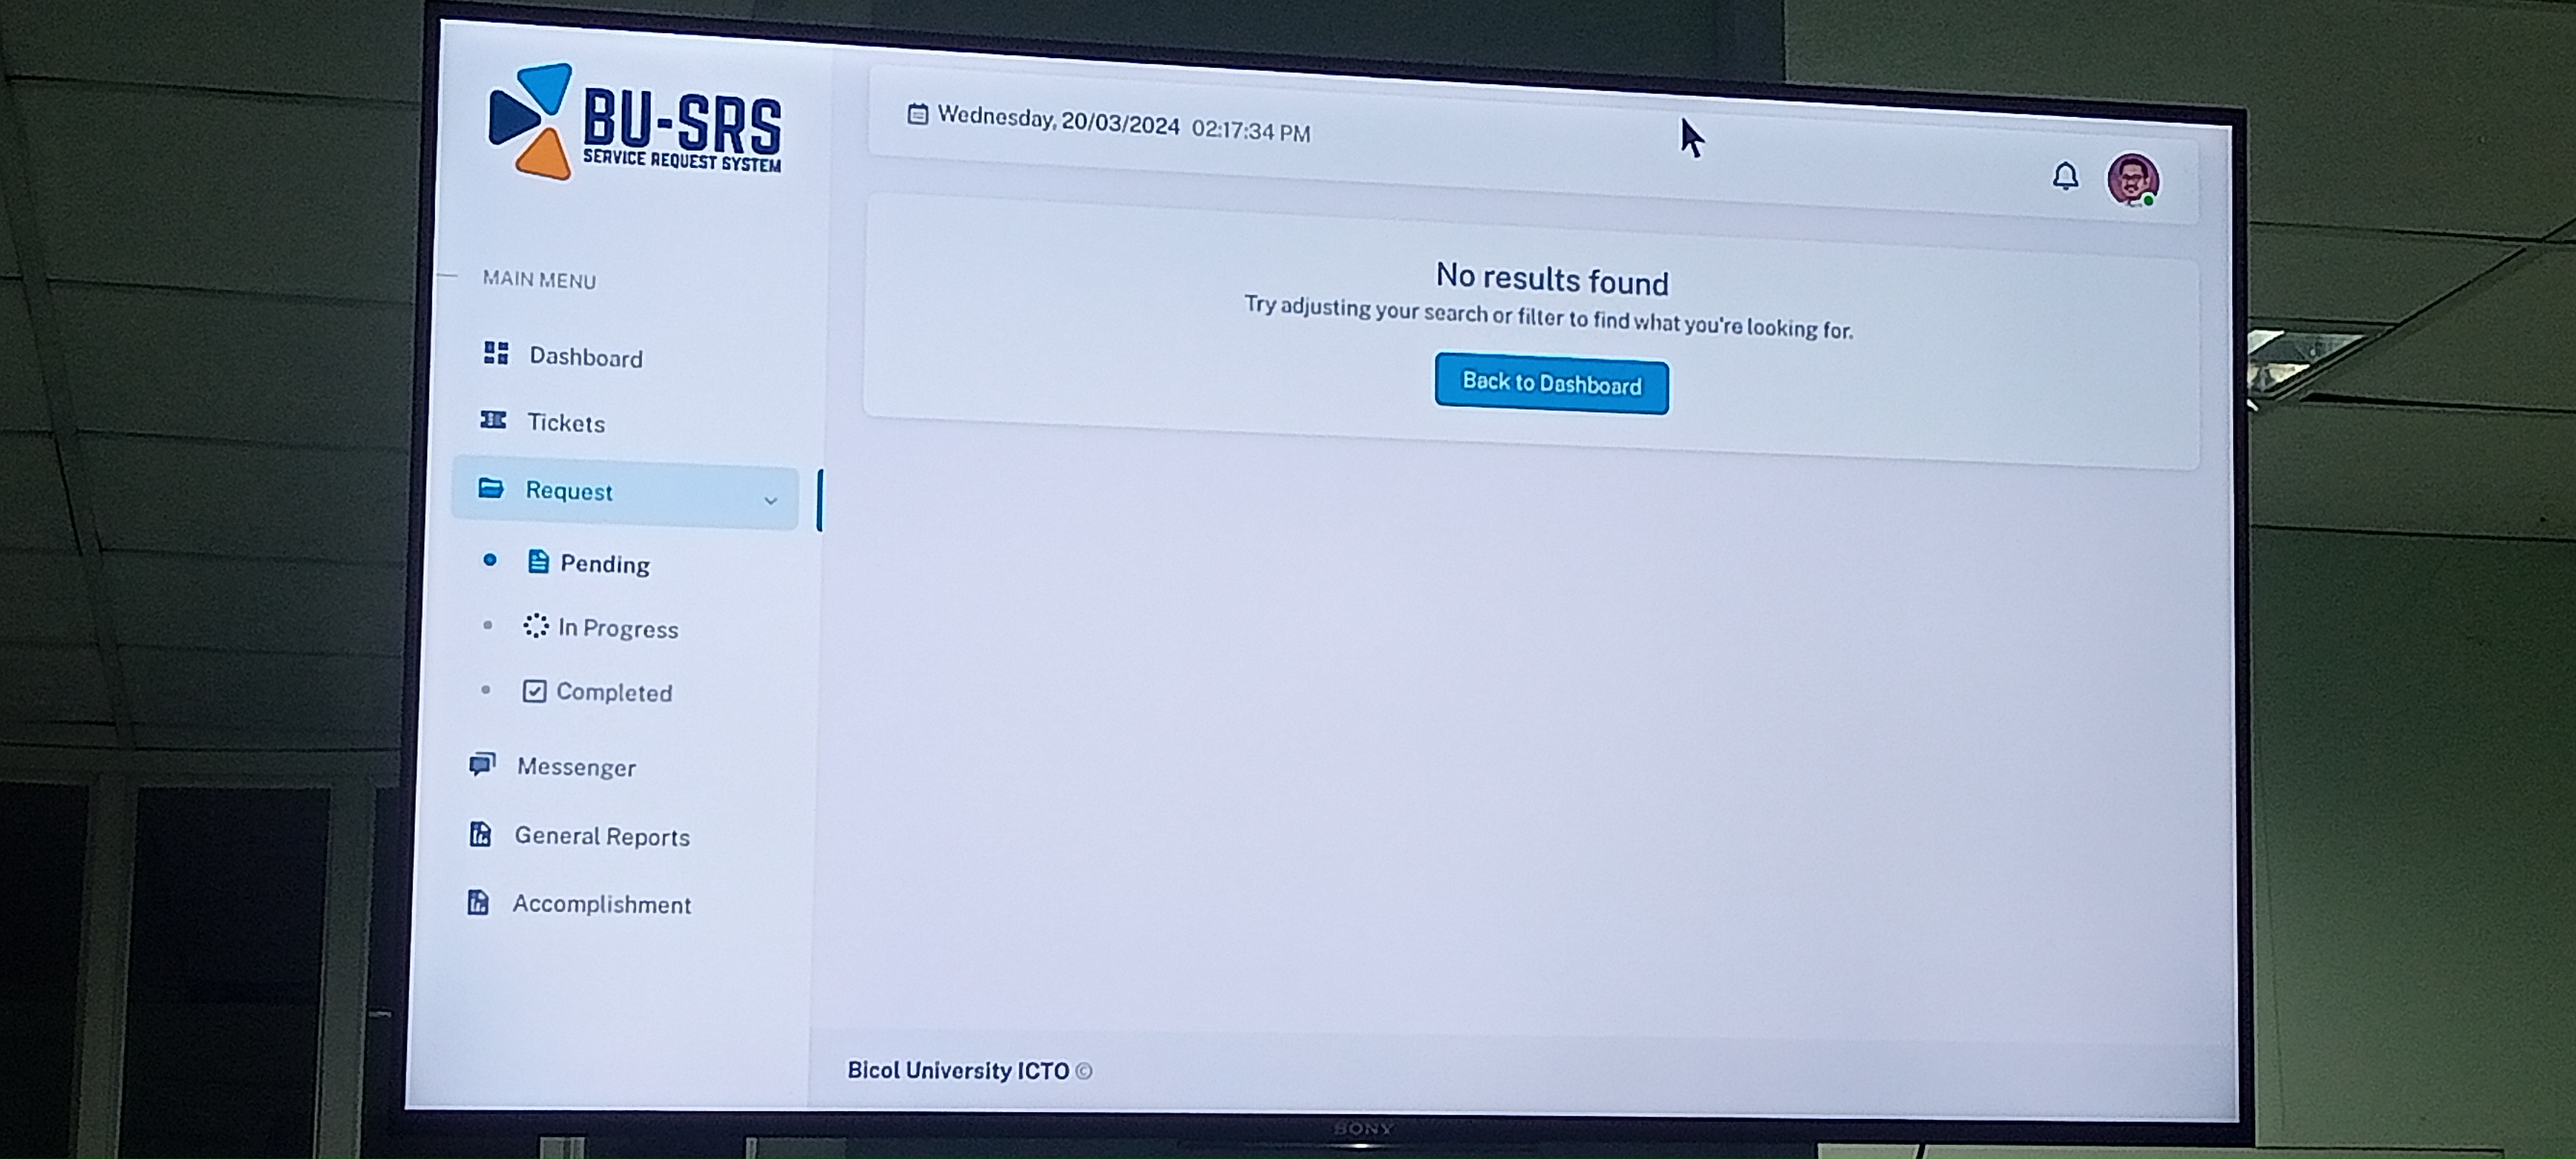 BU-SRS
SERVICE REQUEST SYSTEM
Wednesday, 20/03/2024 02:17:34 PM
MAIN MENU
Dashboard
Tickets
Request
Pending
In Progress
Completed
Messenger
General Reports
Accomplishment
No results found
Try adjusting your search or filter to find what you're looking for.
Back to Dashboard
Bicol University ICTO ©
SONY